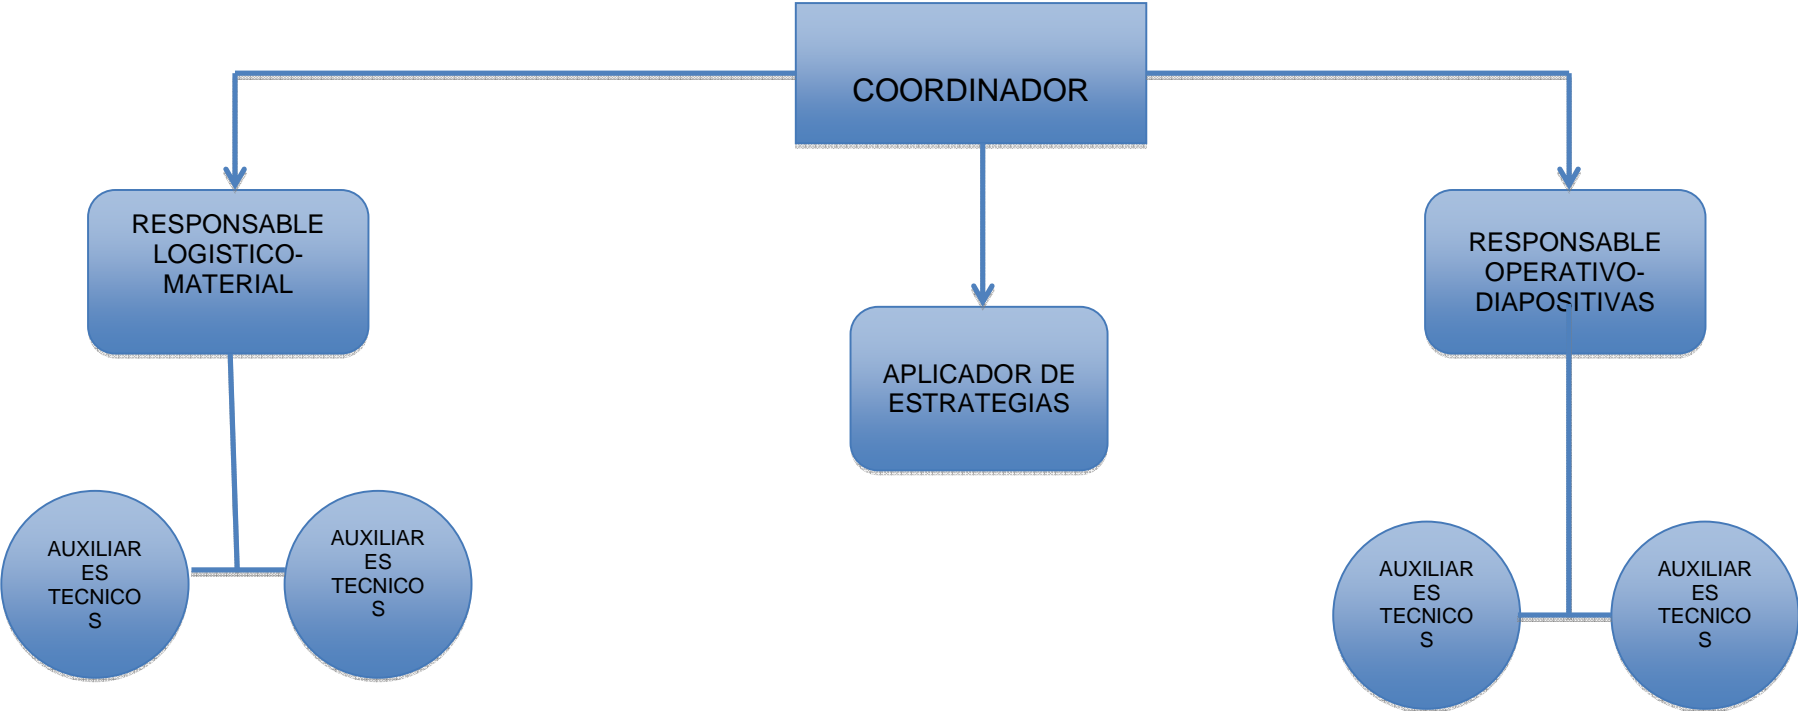 COORDINADOR
RESPONSABLE
LOGISTICO-
MATERIAL
RESPONSABLE
OPERATIVO-
DIAPOSITIVAS
APLICADOR DE
ESTRATEGIAS
AUXILIAR
ES
TECNICO
S
AUXILIAR
ES
TECNICO
S
AUXILIAR
ES
TECNICO
S
AUXILIAR
ES
TECNICO
S